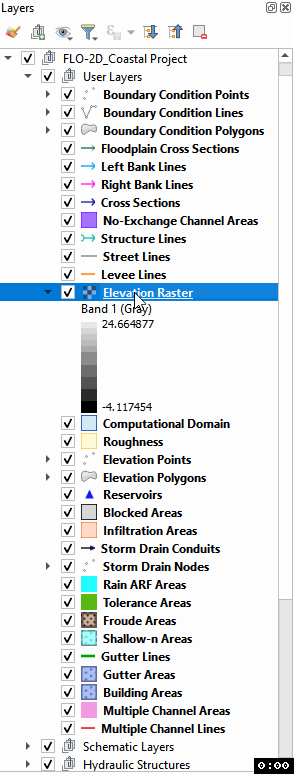 Layers
FLO-2D_Coastal Project
User Layers
Boundary Condition Points
Boundary Condition Lines
Boundary Condition Polygons
Floodplain Cross Sections
Left Bank Lines
Right Bank Lines
Cross Sections
No-Exchange Channel Areas
Structure Lines
Street Lines
Levee Lines
Elevation Raster
Band 1 (Gray)
24.664877
-4.117454
Computational Domain
Roughness
Elevation Points
Elevation Polygons
Reservoirs
Blocked Areas
Infiltration Areas
Storm Drain Conduits
Storm Drain Nodes
Rain ARF Areas
Tolerance Areas
Froude Areas
Shallow-n Areas
Gutter Lines
Gutter Areas
Building Areas
Multiple Channel Areas
Multiple Channel Lines
Schematic Layers
Hydraulic Structures 0:00